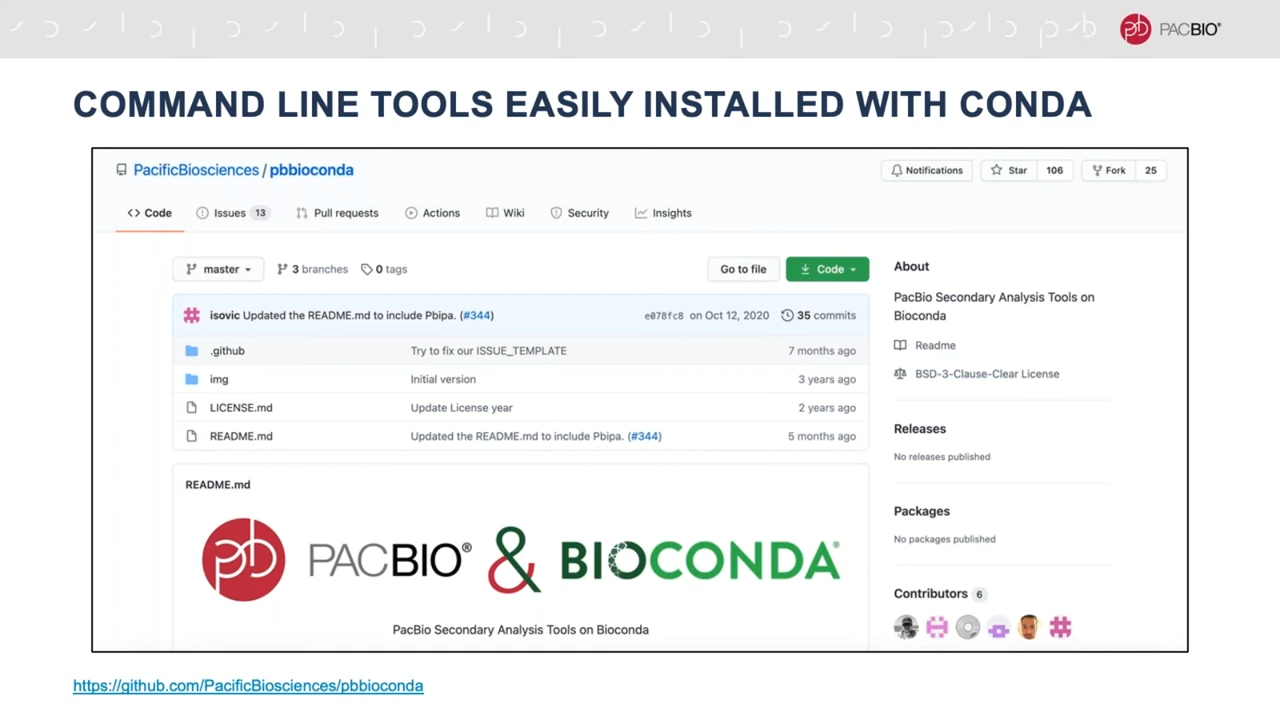 PACBIO®
COMMAND LINE TOOLS EASILY INSTALLED WITH CONDA
PacificBiosciences / pbbioconda
Notifications
Star 106
Fork 25
Code
Issues 13
Pull requests
Actions
Wiki
Security
Insights
master
3 branches
0 tags
Go to file
Code
isovic Updated the README.md to include Pbipa. (#344)
e078fc8 on Oct 12, 2020
35 commits
.github Try to fix our ISSUE_TEMPLATE 7 months ago
img Initial version 3 years ago
LICENSE.md Update License year 2 years ago
README.md Updated the README.md to include Pbipa. (#344) 5 months ago
README.md
PACBIO® & BIOCONDA®
PacBio Secondary Analysis Tools on Bioconda
About
PacBio Secondary Analysis Tools on
Bioconda
Readme
BSD-3-Clause-Clear License
Releases
No releases published
Packages
No packages published
Contributors 6
https://github.com/PacificBiosciences/pbbioconda